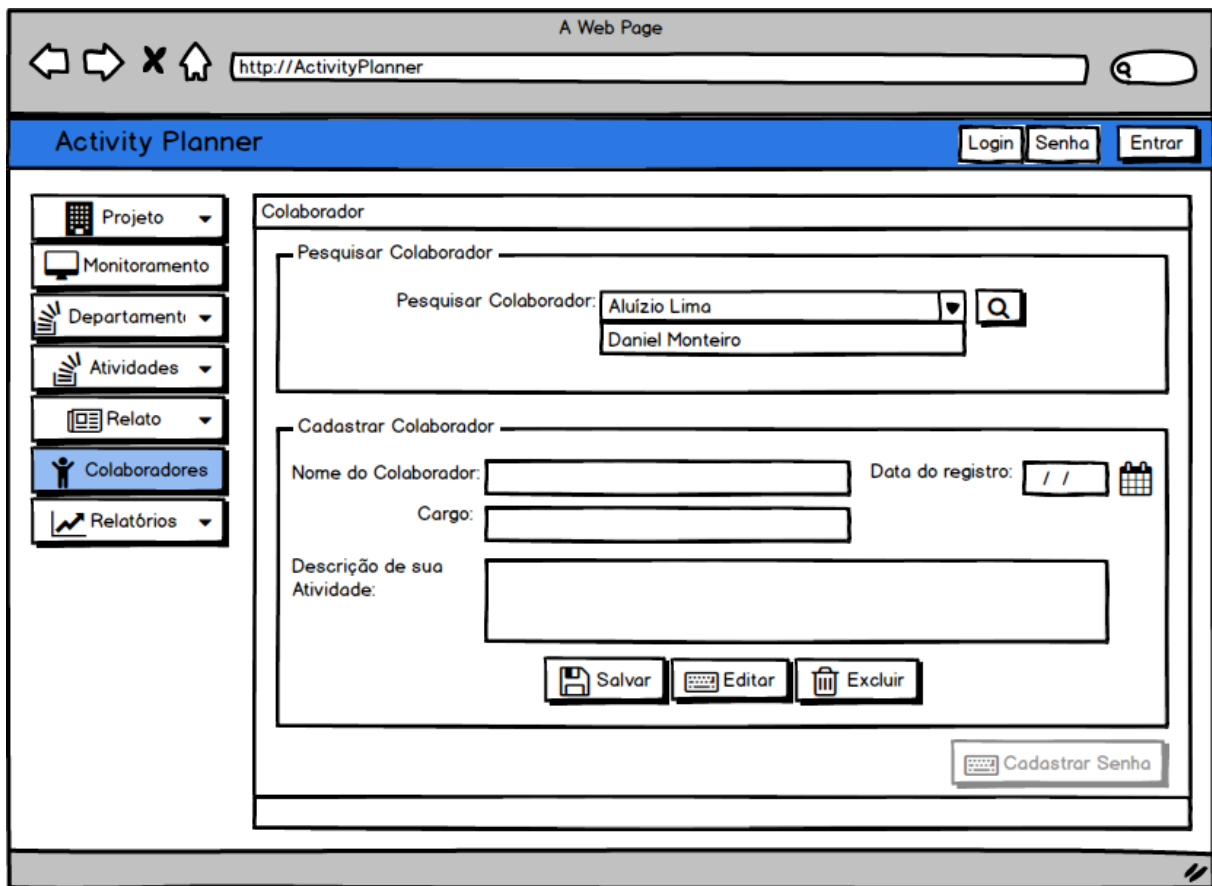 A Web Page
http://ActivityPlanner
Activity Planner
Login Senha Entrar
Projeto
Monitoramento
Departament
Atividades
Relato
Colaboradores
Relatórios
Colaborador
Pesquisar Colaborador
Pesquisar Colaborador: Aluízio Lima
Daniel Monteiro
Cadastrar Colaborador
Nome do Colaborador: Data do registro: / /
Cargo:
Descrição de sua
Atividade:
Salvar Editar Excluir
Cadastrar Senha